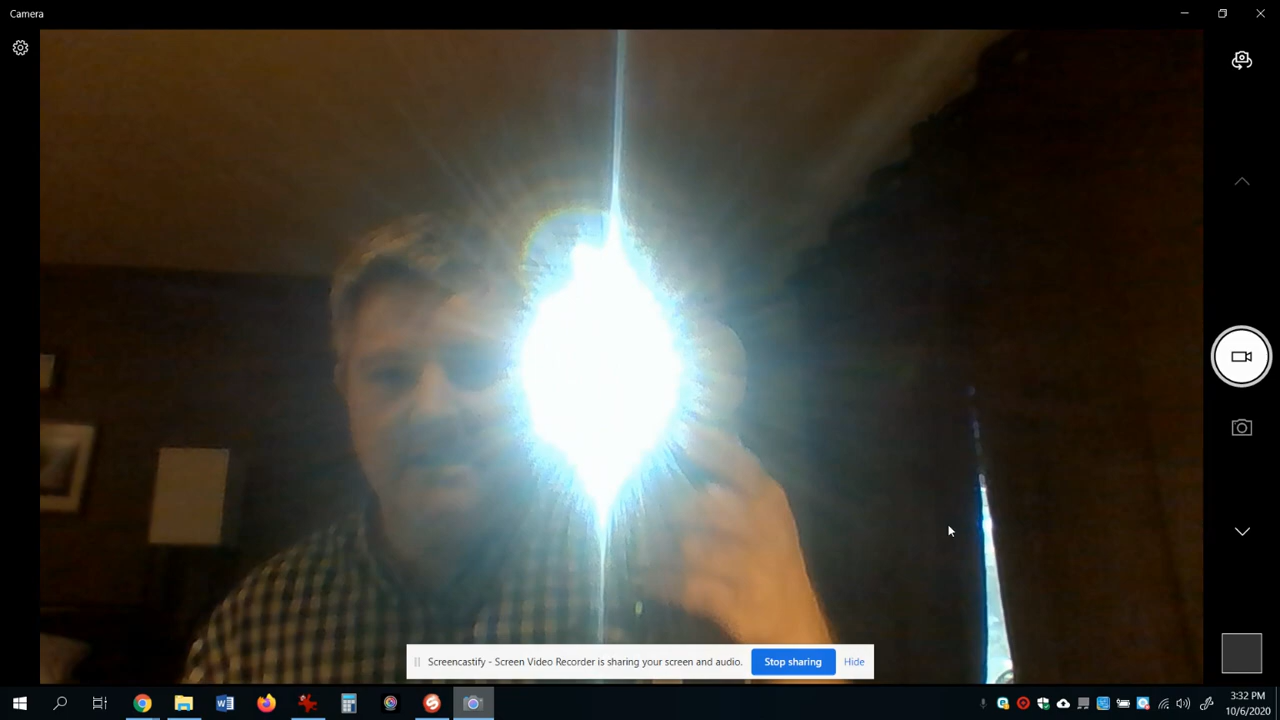 Camera
Screencastify - Screen Video Recorder is sharing your screen and audio.
Stop sharing
Hide
3:32 PM
10/6/2020